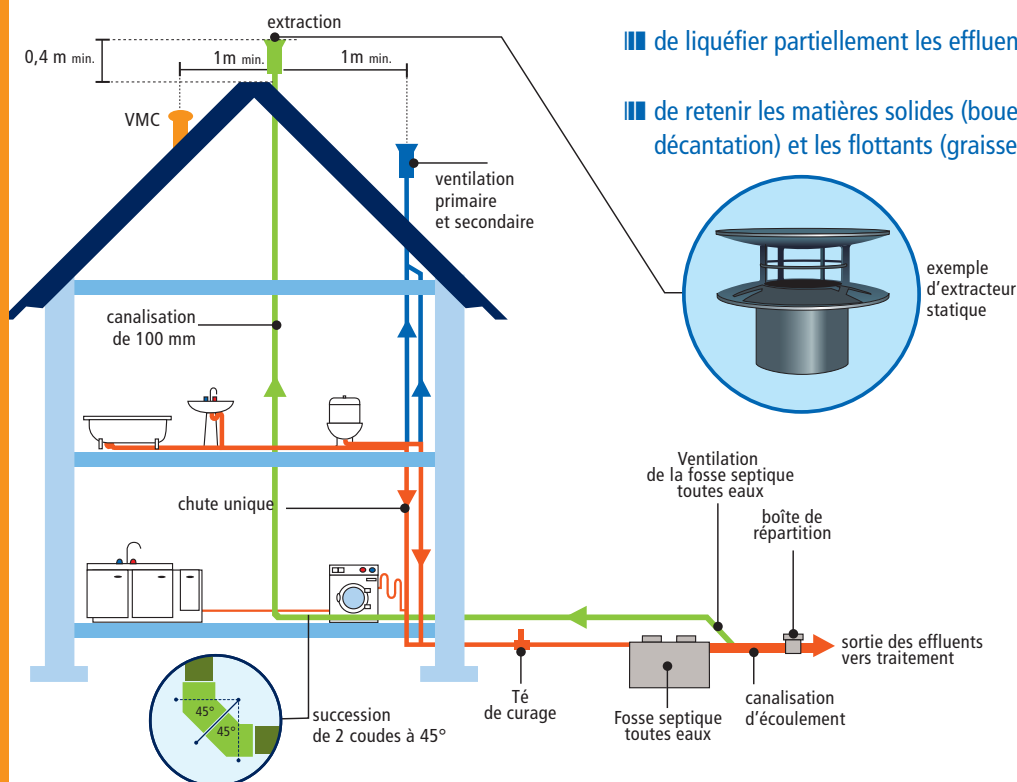 extraction
0,4 m min.
1m min.
1m min.
VMC
ventilation
primaire
et secondaire
de liquéfier partiellement les effluen
de retenir les matières solides (boue
décantation) et les flottants (graisse
exemple
d'extracteur
statique
canalisation
de 100 mm
chute unique
Ventilation
de la fosse septique
toutes eaux
boîte de
répartition
sortie des effluents
vers traitement
canalisation
d'écoulement
Fosse septique
toutes eaux
Té
de curage
succession
de 2 coudes à 45°
45°
45°